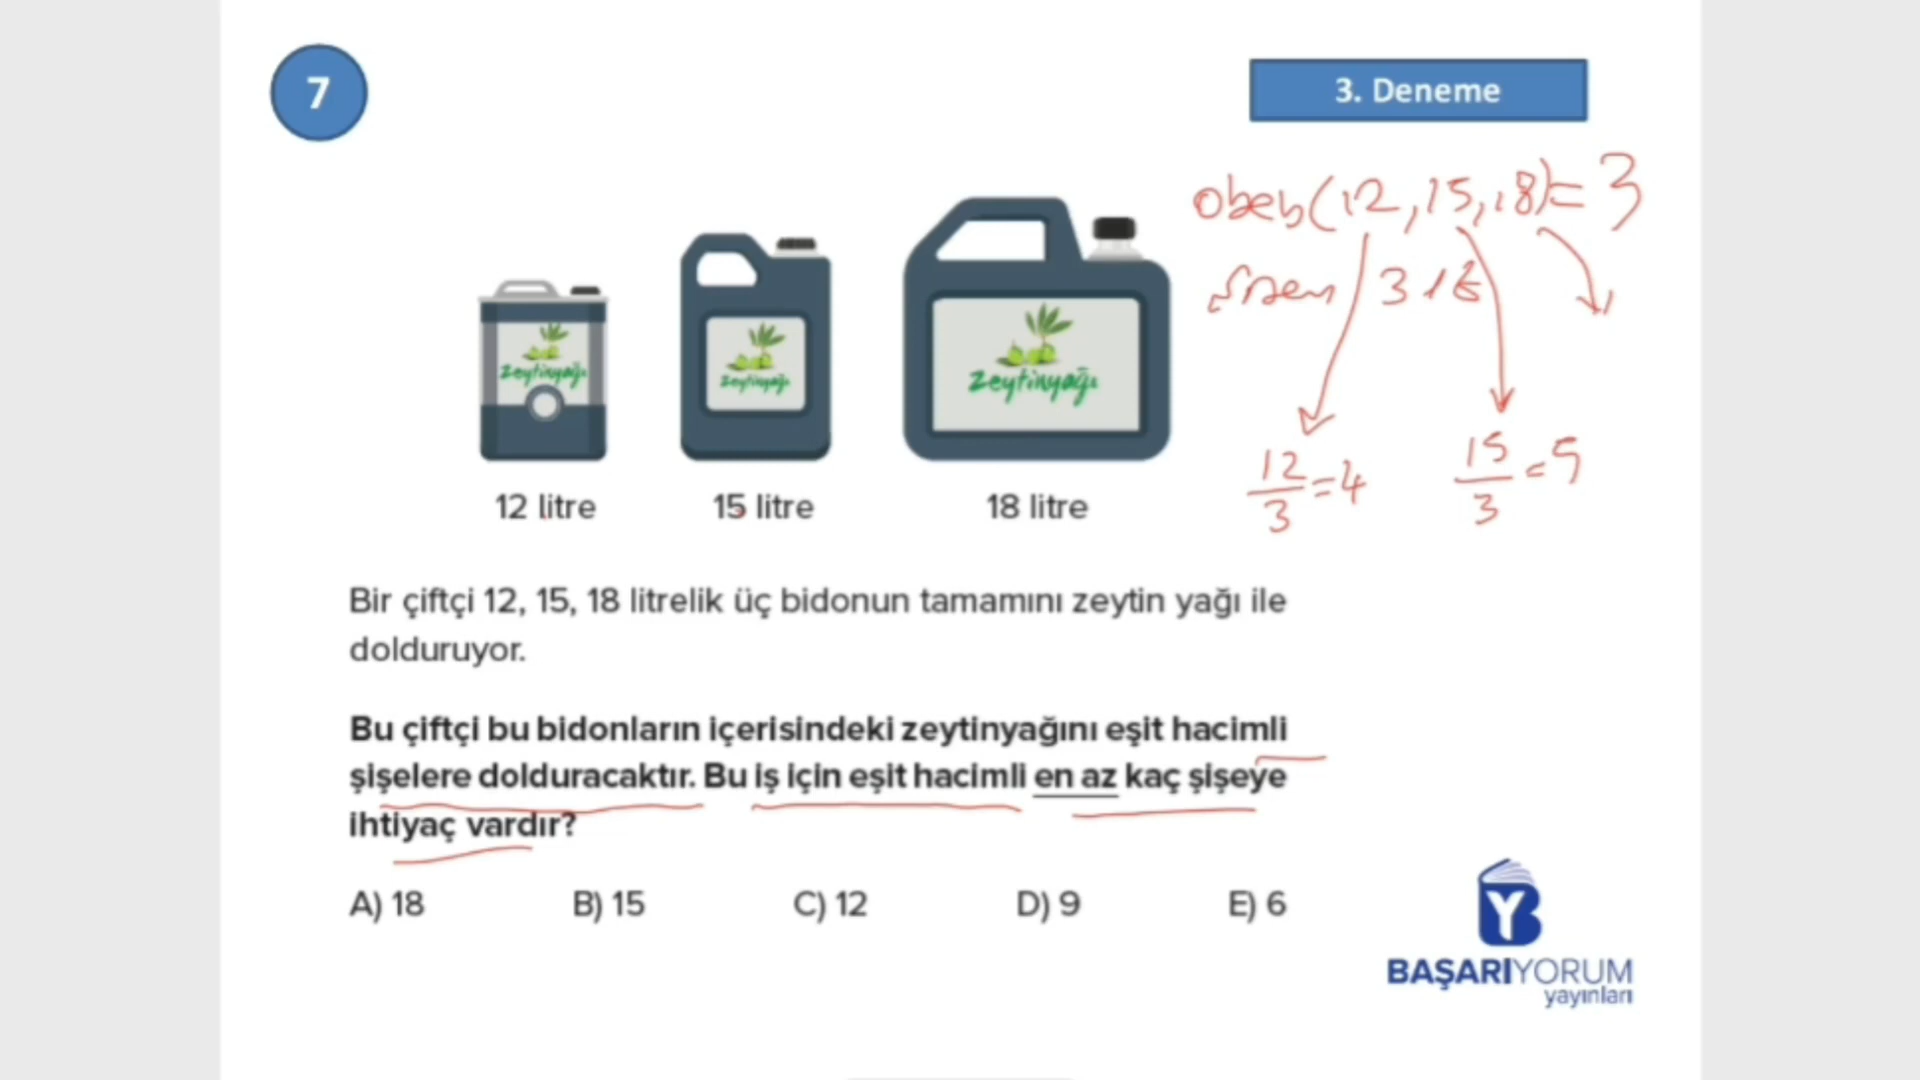 7
3. Deneme
obeb(12,15,18)=3
3 lt
zeytinyağı
zeytinyağı
zeytinyağı
12/3=4
15/3=5
12 litre
15 litre
18 litre
Bir çiftçi 12, 15, 18 litrelik üç bidonun tamamını zeytin yağı ile
dolduruyor.
Bu çiftçi bu bidonların içerisindeki zeytinyağını eşit hacimli
şişelere dolduracaktır. Bu iş için eşit hacimli en az kaç şişeye
ihtiyaç vardır?
A) 18
B) 15
C) 12
D) 9
E) 6
BAŞARIYORUM
yayınları